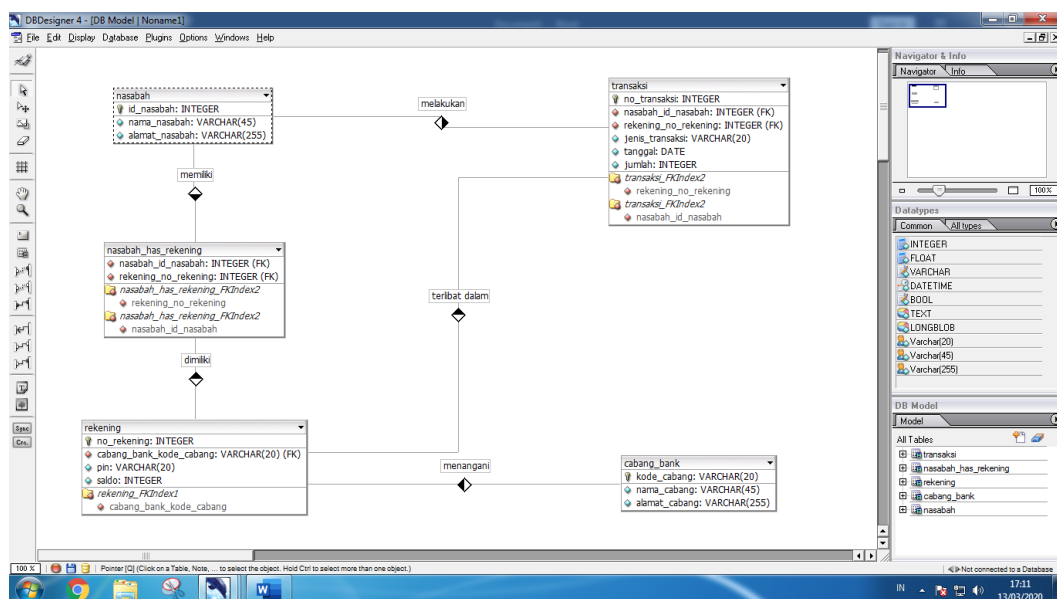 DBDesigner 4 - [DB Model | Noname1]
File Edit Display Database Plugins Options Windows Help
nasabah
id_nasabah: INTEGER
nama_nasabah: VARCHAR(45)
alamat_nasabah: VARCHAR(255)
melakukan
transaksi
no_transaksi: INTEGER
nasabah_id_nasabah: INTEGER (FK)
rekening_no_rekening: INTEGER (FK)
jenis_transaksi: VARCHAR(20)
tanggal: DATE
jumlah: INTEGER
transaksi_FKIndex2
rekening_no_rekening
transaksi_FKIndex2
nasabah_id_nasabah
memiliki
nasabah_has_rekening
nasabah_id_nasabah: INTEGER (FK)
rekening_no_rekening: INTEGER (FK)
nasabah_has_rekening_FKIndex2
rekening_no_rekening
nasabah_has_rekening_FKIndex2
nasabah_id_nasabah
terlibat dalam
dimiliki
rekening
no_rekening: INTEGER
cabang_bank_kode_cabang: VARCHAR(20) (FK)
pin: VARCHAR(20)
saldo: INTEGER
rekening_FKIndex1
cabang_bank_kode_cabang
menangani
cabang_bank
kode_cabang: VARCHAR(20)
nama_cabang: VARCHAR(45)
alamat_cabang: VARCHAR(255)
Navigator & Info
Navigator Info
100%
Datatypes
Common All types
INTEGER
FLOAT
VARCHAR
DATETIME
BOOL
TEXT
LONGBLOB
Varchar(20)
Varchar(45)
Varchar(255)
DB Model
Model
All Tables
transaksi
nasabah_has_rekening
rekening
cabang_bank
nasabah
Sync
100 %
Pointer [Q] (Click on a Table, Note, ... to select the object. Hold Ctrl to select more than one object.)
Not connected to a Database
IN
17:11
13/03/2020